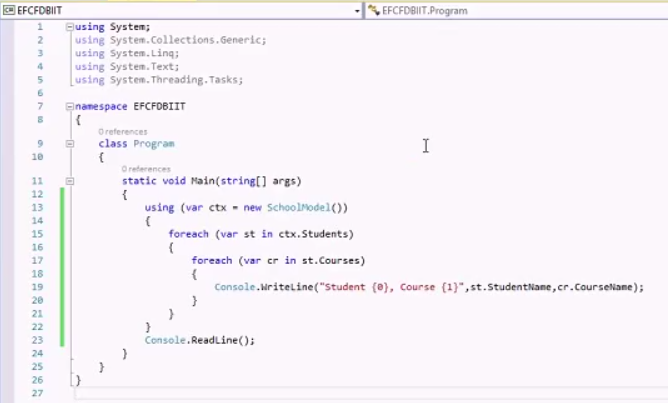 EFCFDBIIT EFCFDBIIT.Program
1 using System;
2 using System.Collections.Generic;
3 using System.Linq;
4 using System.Text;
5 using System.Threading.Tasks;
6
7 namespace EFCFDBIIT
8 {
0 references
9 class Program
10 {
0 references
11 static void Main(string[] args)
12 {
13 using (var ctx = new SchoolModel())
14 {
15 foreach (var st in ctx.Students)
16 {
17 foreach (var cr in st.Courses)
18 {
19 Console.WriteLine("Student {0}, Course {1}",st.StudentName,cr.CourseName);
20 }
21 }
22 }
23 Console.ReadLine();
24 }
25 }
26 }
27